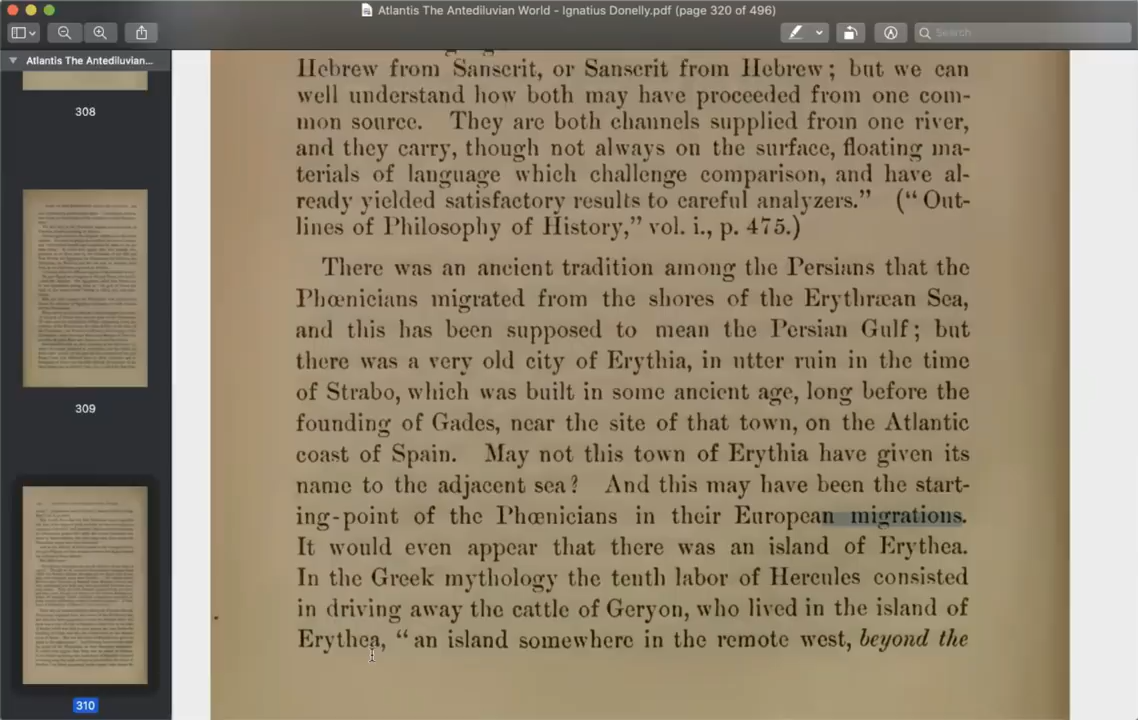 Atlantis The Antediluvian World - Ignatius Donelly.pdf (page 320 of 496)
Search
Atlantis The Antediluvian...
308
309
310
Hebrew from Sanscrit, or Sanscrit from Hebrew; but we can
well understand how both may have proceeded from one com-
mon source. They are both channels supplied from one river,
and they carry, though not always on the surface, floating ma-
terials of language which challenge comparison, and have al-
ready yielded satisfactory results to careful analyzers.” (“Out-
lines of Philosophy of History,” vol. i., p. 475.)
There was an ancient tradition among the Persians that the
Phœnicians migrated from the shores of the Erythræan Sea,
and this has been supposed to mean the Persian Gulf; but
there was a very old city of Erythia, in utter ruin in the time
of Strabo, which was built in some ancient age, long before the
founding of Gades, near the site of that town, on the Atlantic
coast of Spain. May not this town of Erythia have given its
name to the adjacent sea? And this may have been the start-
ing-point of the Phœnicians in their European migrations.
It would even appear that there was an island of Erythea.
In the Greek mythology the tenth labor of Hercules consisted
in driving away the cattle of Geryon, who lived in the island of
Erythea, “an island somewhere in the remote west, beyond the